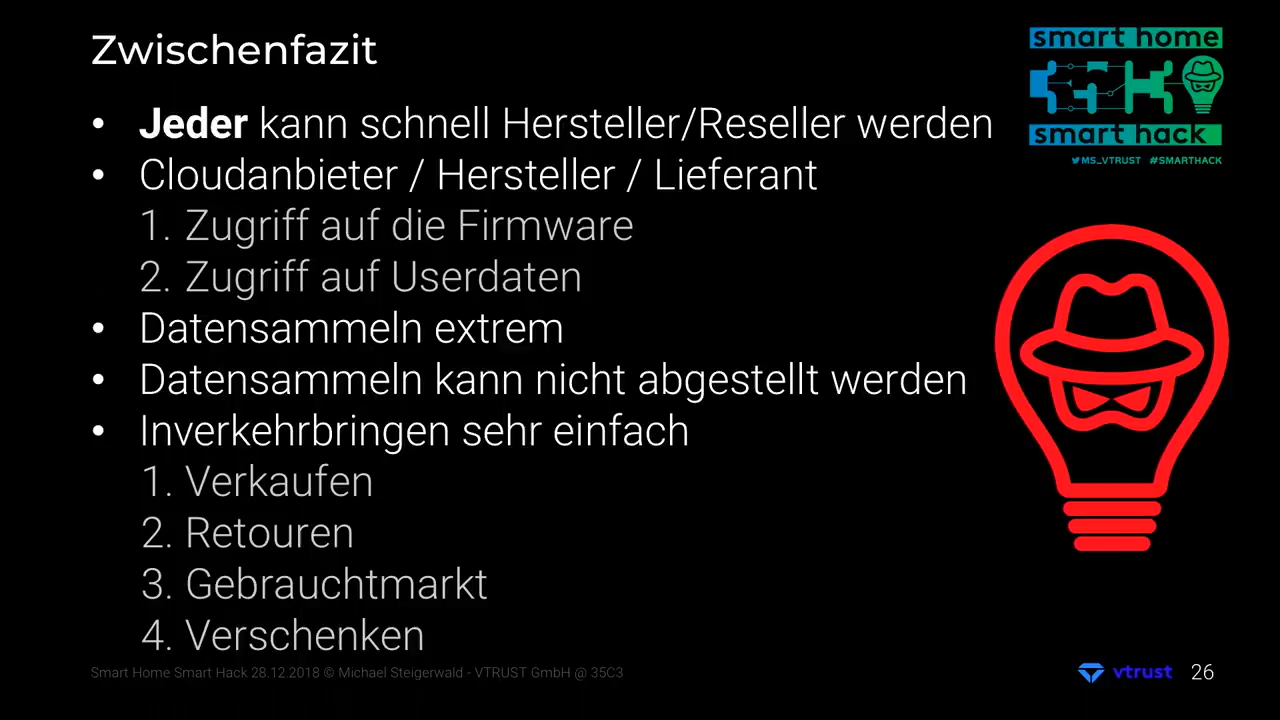 Zwischenfazit
smart home
smart hack
MS_VTRUST #SMARTHACK
• Jeder kann schnell Hersteller/Reseller werden
• Cloudanbieter / Hersteller / Lieferant
1. Zugriff auf die Firmware
2. Zugriff auf Userdaten
• Datensammeln extrem
• Datensammeln kann nicht abgestellt werden
• Inverkehrbringen sehr einfach
1. Verkaufen
2. Retouren
3. Gebrauchtmarkt
4. Verschenken
Smart Home Smart Hack 28.12.2018 © Michael Steigerwald - VTRUST GmbH @ 35C3
vtrust 26